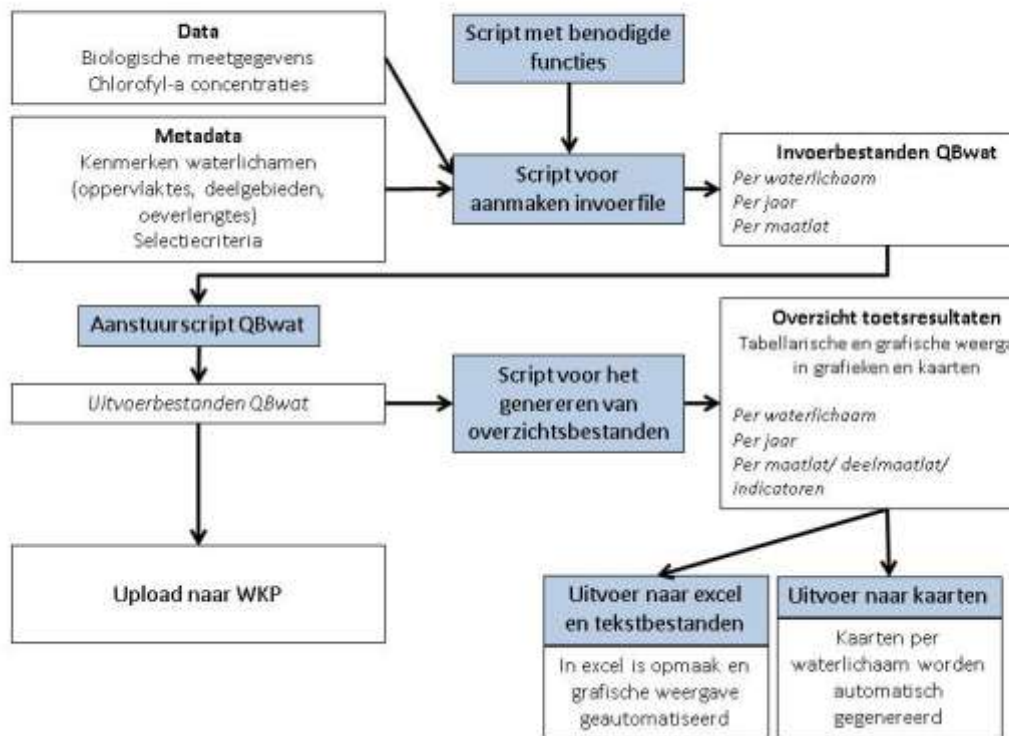 Data
Biologische meetgegevens
Chlorofyl-a concentraties
Script met benodigde
functies
Metadata
Kenmerken waterlichamen
(oppervlaktes, deelgebieden,
oeverlengtes)
Selectiecriteria
Script voor
aanmaken invoerfile
Invoerbestanden QBwat
Per waterlichaam
Per jaar
Per maatlat
Aanstuurscript QBwat
Uitvoerbestanden QBwat
Script voor het
genereren van
overzichtsbestanden
Overzicht toetsresultaten
Tabellarische en grafische weerga
in grafieken en kaarten
Per waterlichaam
Per jaar
Per maatlat/ deelmaatlat/
indicatoren
Upload naar WKP
Uitvoer naar excel
en tekstbestanden
In excel is opmaak en
grafische weergave
geautomatiseerd
Uitvoer naar kaarten
Kaarten per
waterlichaam worden
automatisch
gegenereerd